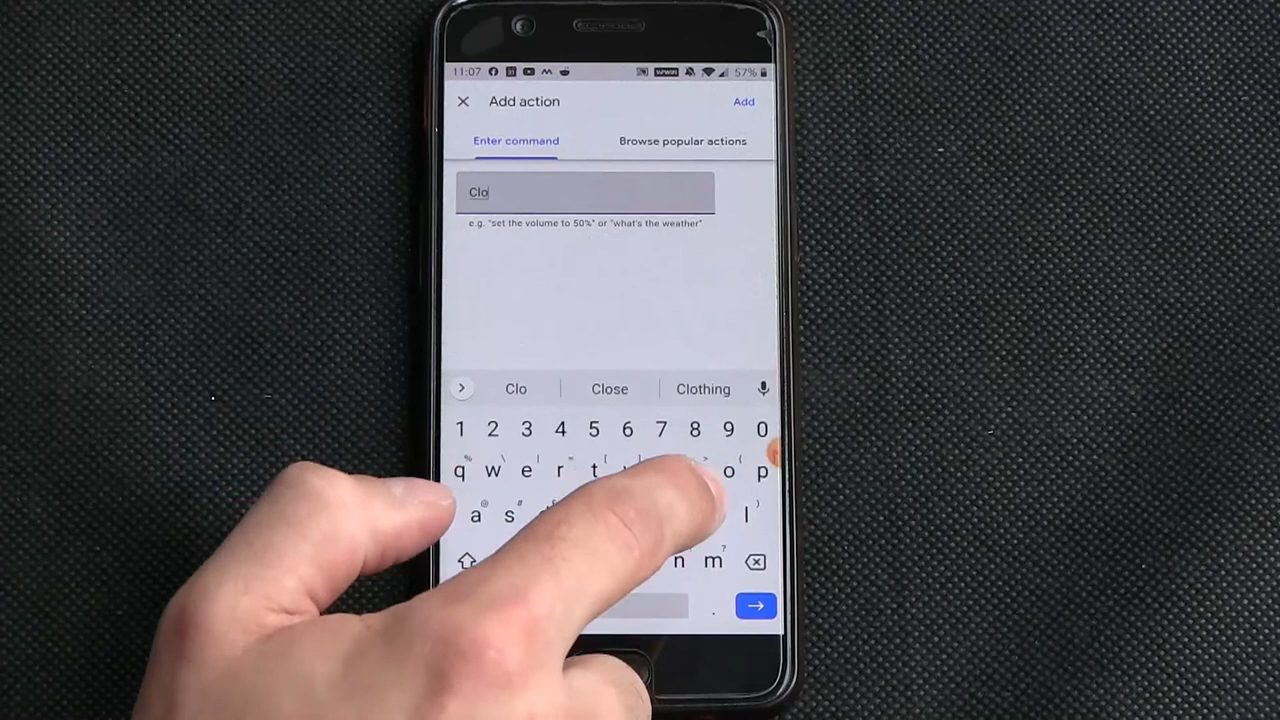 11:07 57%
Add action Add
Enter command Browse popular actions
Clo
e.g. "set the volume to 50%" or "what's the weather"
Clo Close Clothing
1 2 3 4 5 6 7 8 9 0
q w e r t o p
a s l
n m
.